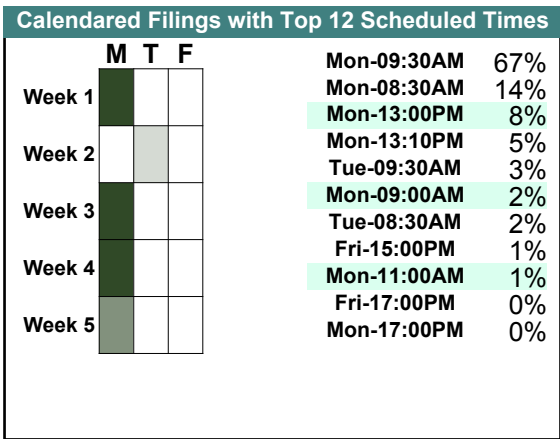 Calendared Filings with Top 12 Scheduled Times
M T F
Week 1
Week 2
Week 3
Week 4
Week 5
Mon-09:30AM 67%
Mon-08:30AM 14%
Mon-13:00PM 8%
Mon-13:10PM 5%
Tue-09:30AM 3%
Mon-09:00AM 2%
Tue-08:30AM 2%
Fri-15:00PM 1%
Mon-11:00AM 1%
Fri-17:00PM 0%
Mon-17:00PM 0%